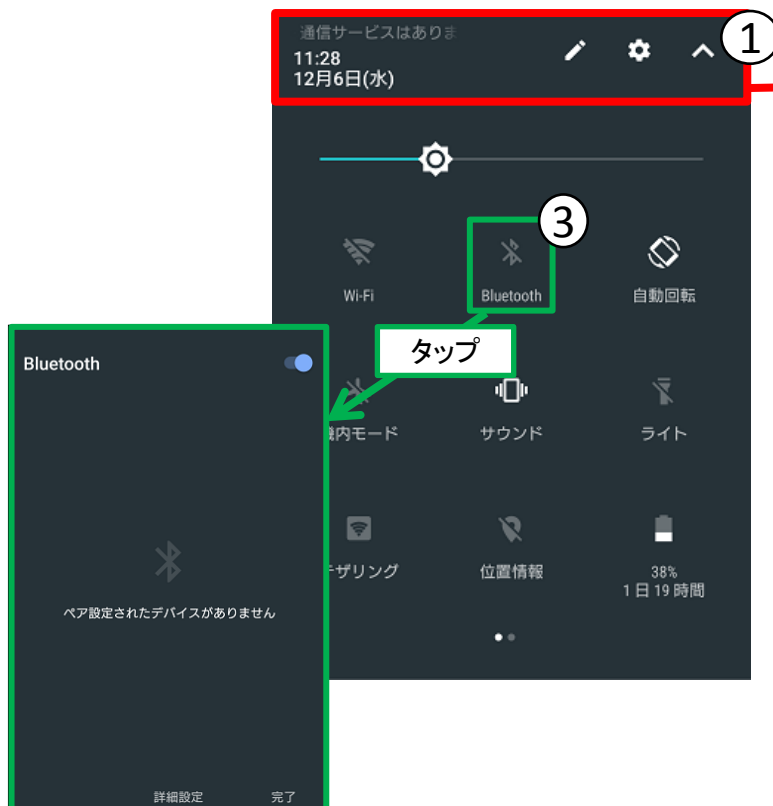 通信サービスはありま
11:28
12月6日(水)
①
③
Wi-Fi
Bluetooth
自動回転
タップ
Bluetooth
機内モード
サウンド
ライト
テザリング
位置情報
38%
1日19時間
ペア設定されたデバイスがありません
詳細設定
完了